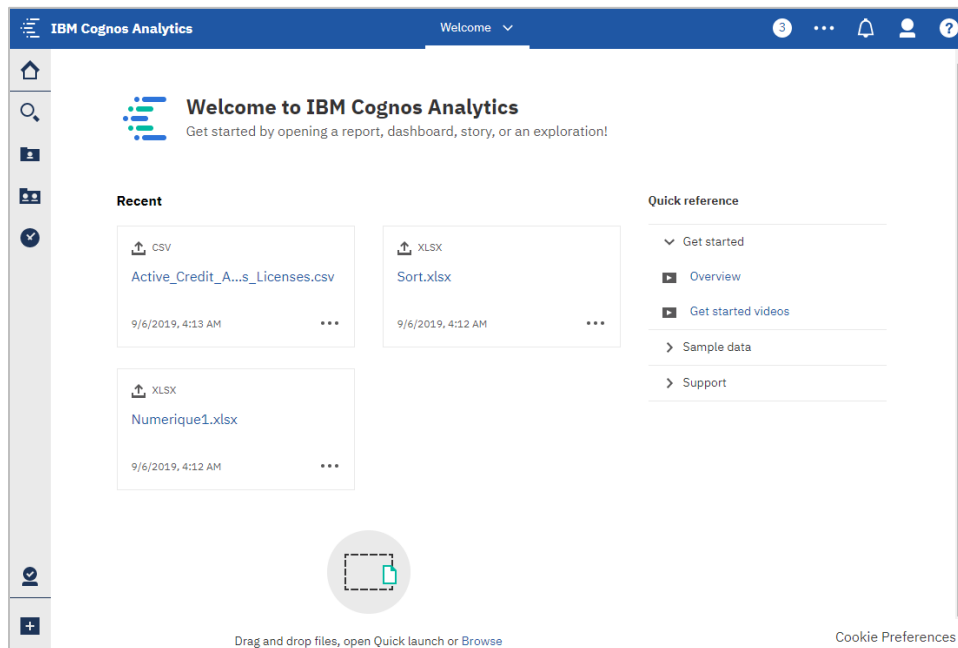 IBM Cognos Analytics
Welcome
3
?
Welcome to IBM Cognos Analytics
Get started by opening a report, dashboard, story, or an exploration!
Recent
CSV
Active_Credit_A...s_Licenses.csv
9/6/2019, 4:13 AM
XLSX
Sort.xlsx
9/6/2019, 4:12 AM
XLSX
Numerique1.xlsx
9/6/2019, 4:12 AM
Quick reference
Get started
Overview
Get started videos
Sample data
Support
Drag and drop files, open Quick launch or Browse
Cookie Preferences